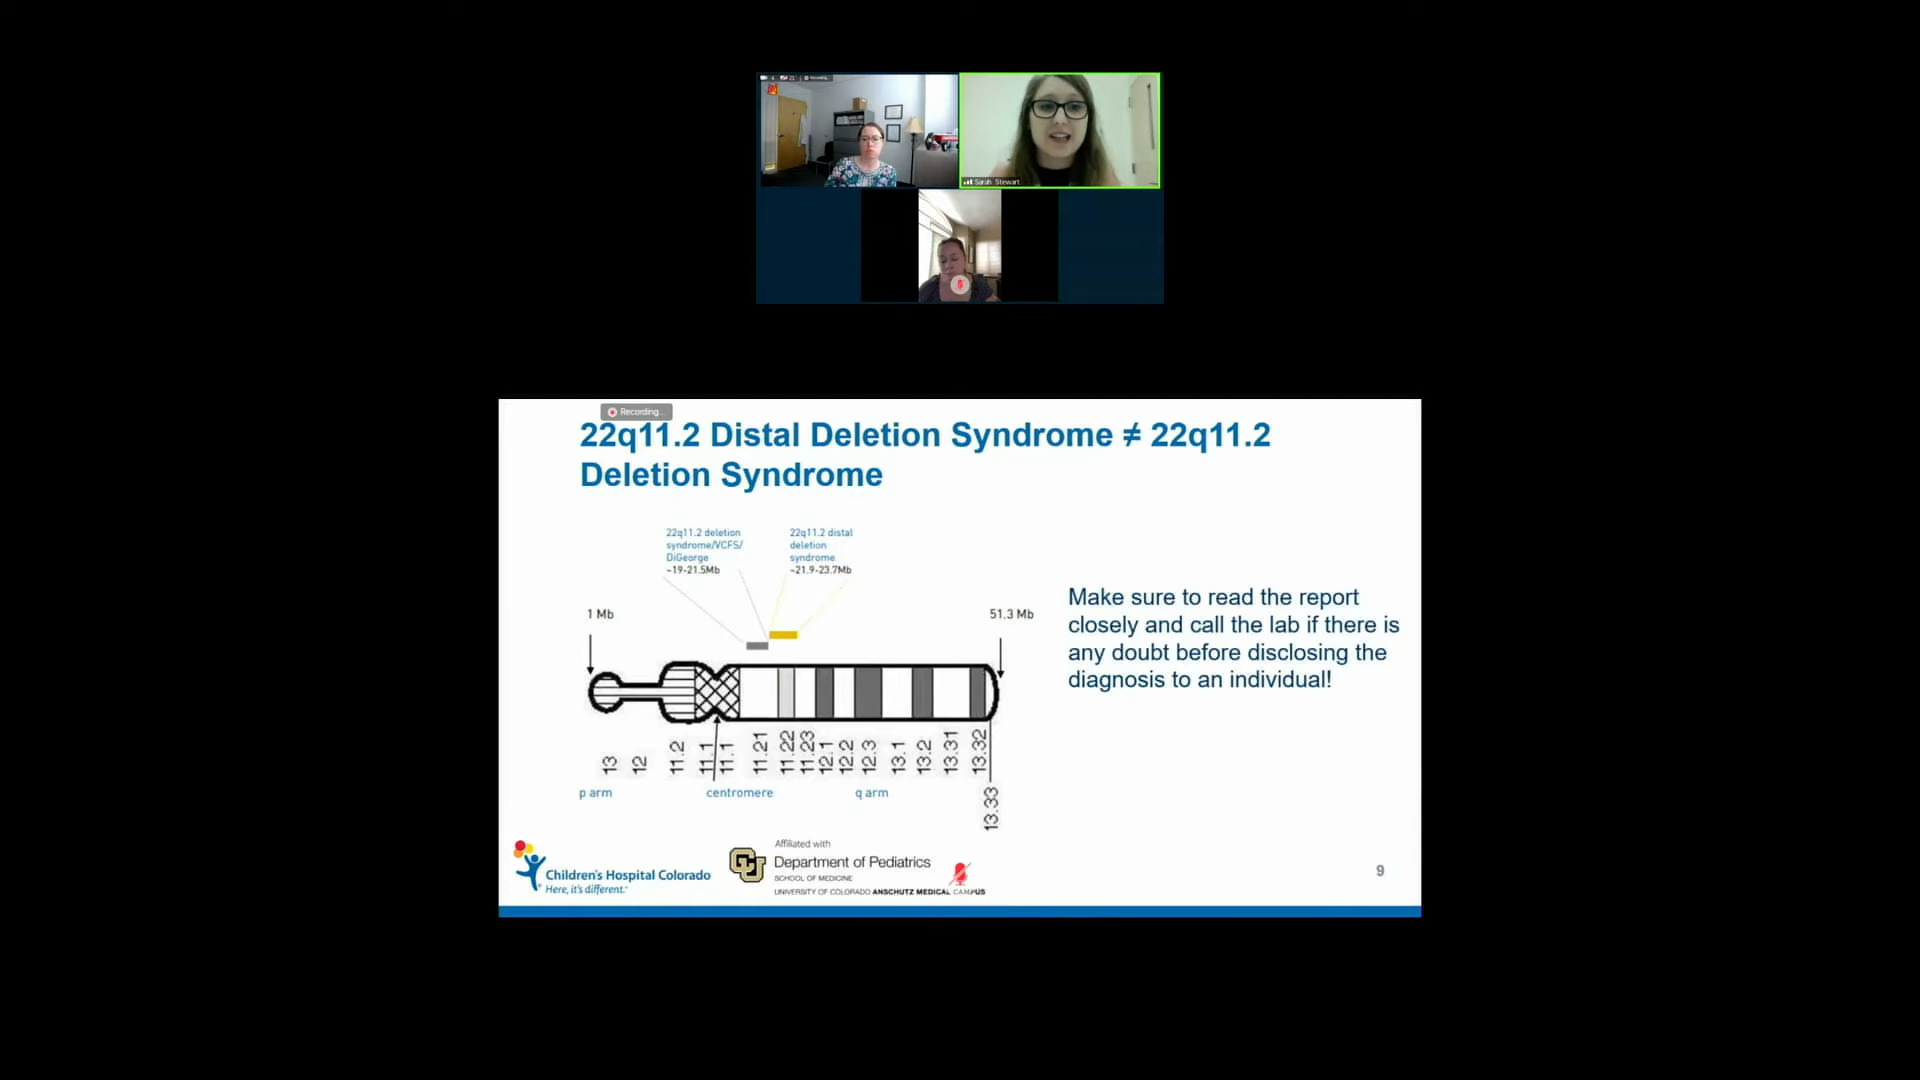 Recording...
Sarah Stewart
Recording...
22q11.2 Distal Deletion Syndrome ≠ 22q11.2
Deletion Syndrome
22q11.2 deletion
syndrome/VCFS/
DiGeorge
~19-21.5Mb
22q11.2 distal
deletion
syndrome
~21.9-23.7Mb
1 Mb
51.3 Mb
Make sure to read the report
closely and call the lab if there is
any doubt before disclosing the
diagnosis to an individual!
13 12 11.2 11.1 11.1 11.21 11.22 11.23 12.1 12.2 12.3 13.1 13.2 13.31 13.32
13.33
p arm
centromere
q arm
Children's Hospital Colorado
Here, it's different.
Affiliated with
CU
Department of Pediatrics
SCHOOL OF MEDICINE
UNIVERSITY OF COLORADO ANSCHUTZ MEDICAL CAMPUS
9